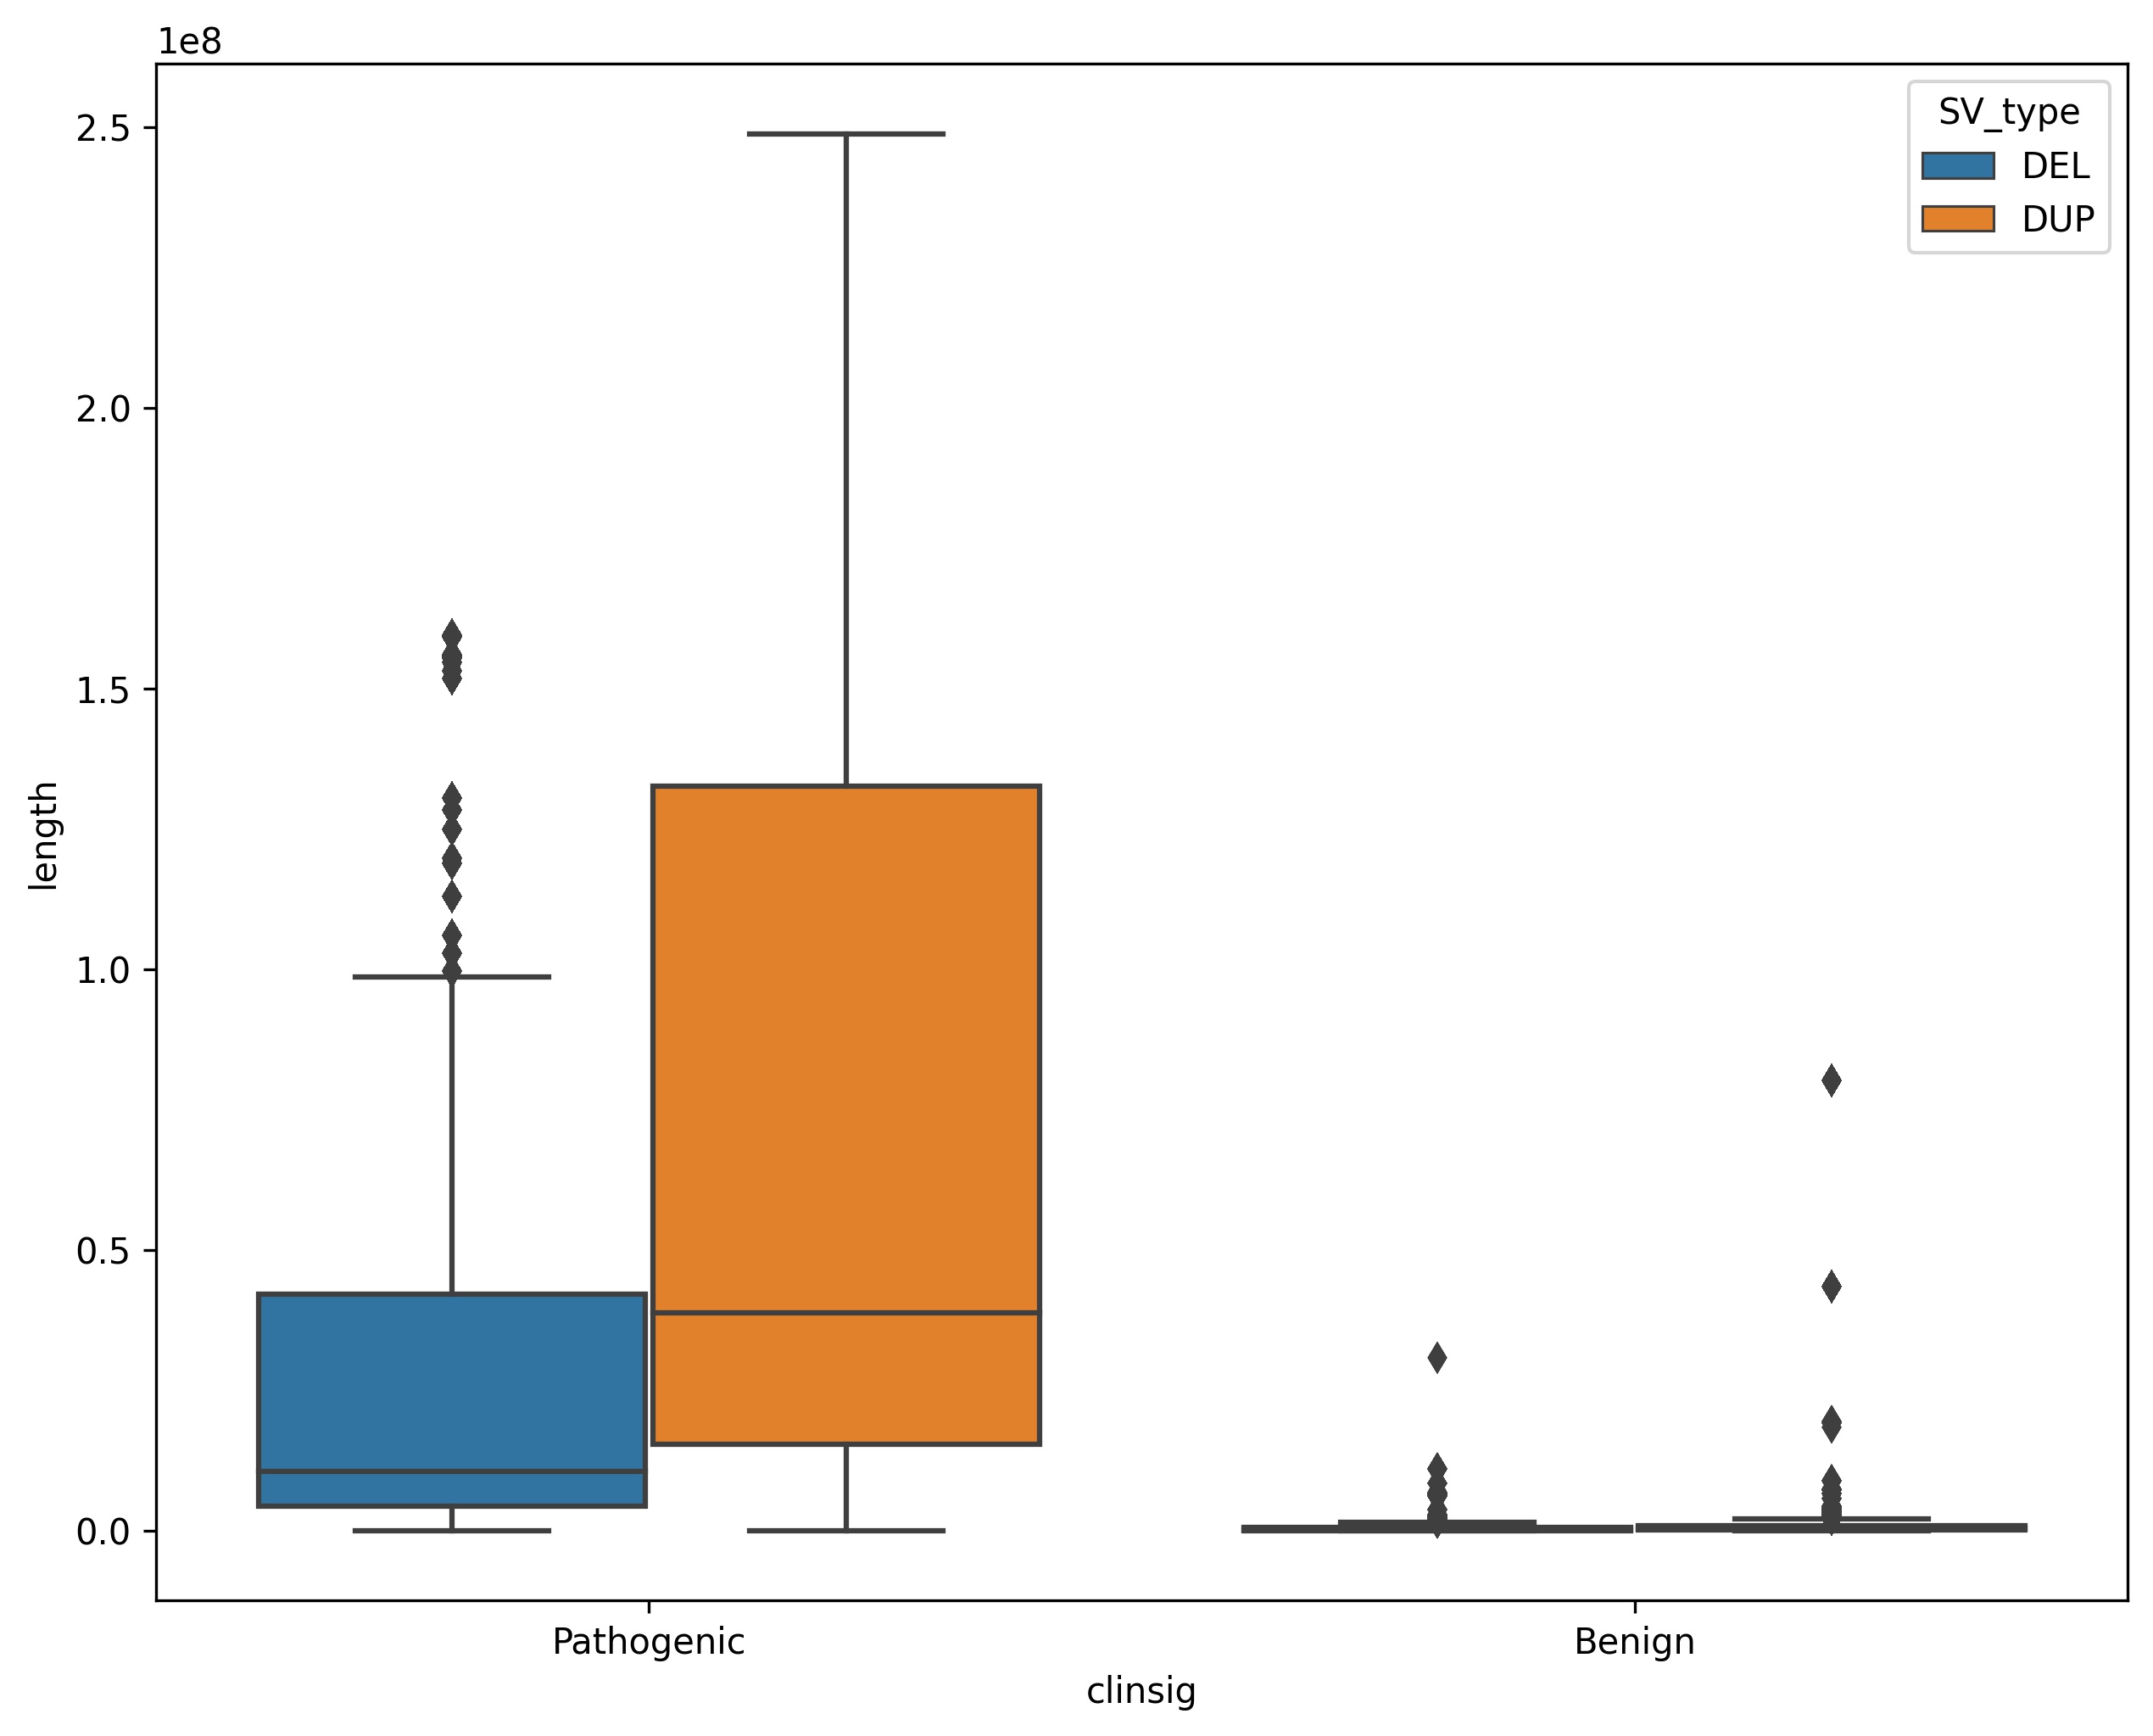 1e8
2.5
2.0
1.5
1.0
0.5
0.0
length
SV_type
DEL
DUP
Pathogenic
Benign
clinsig